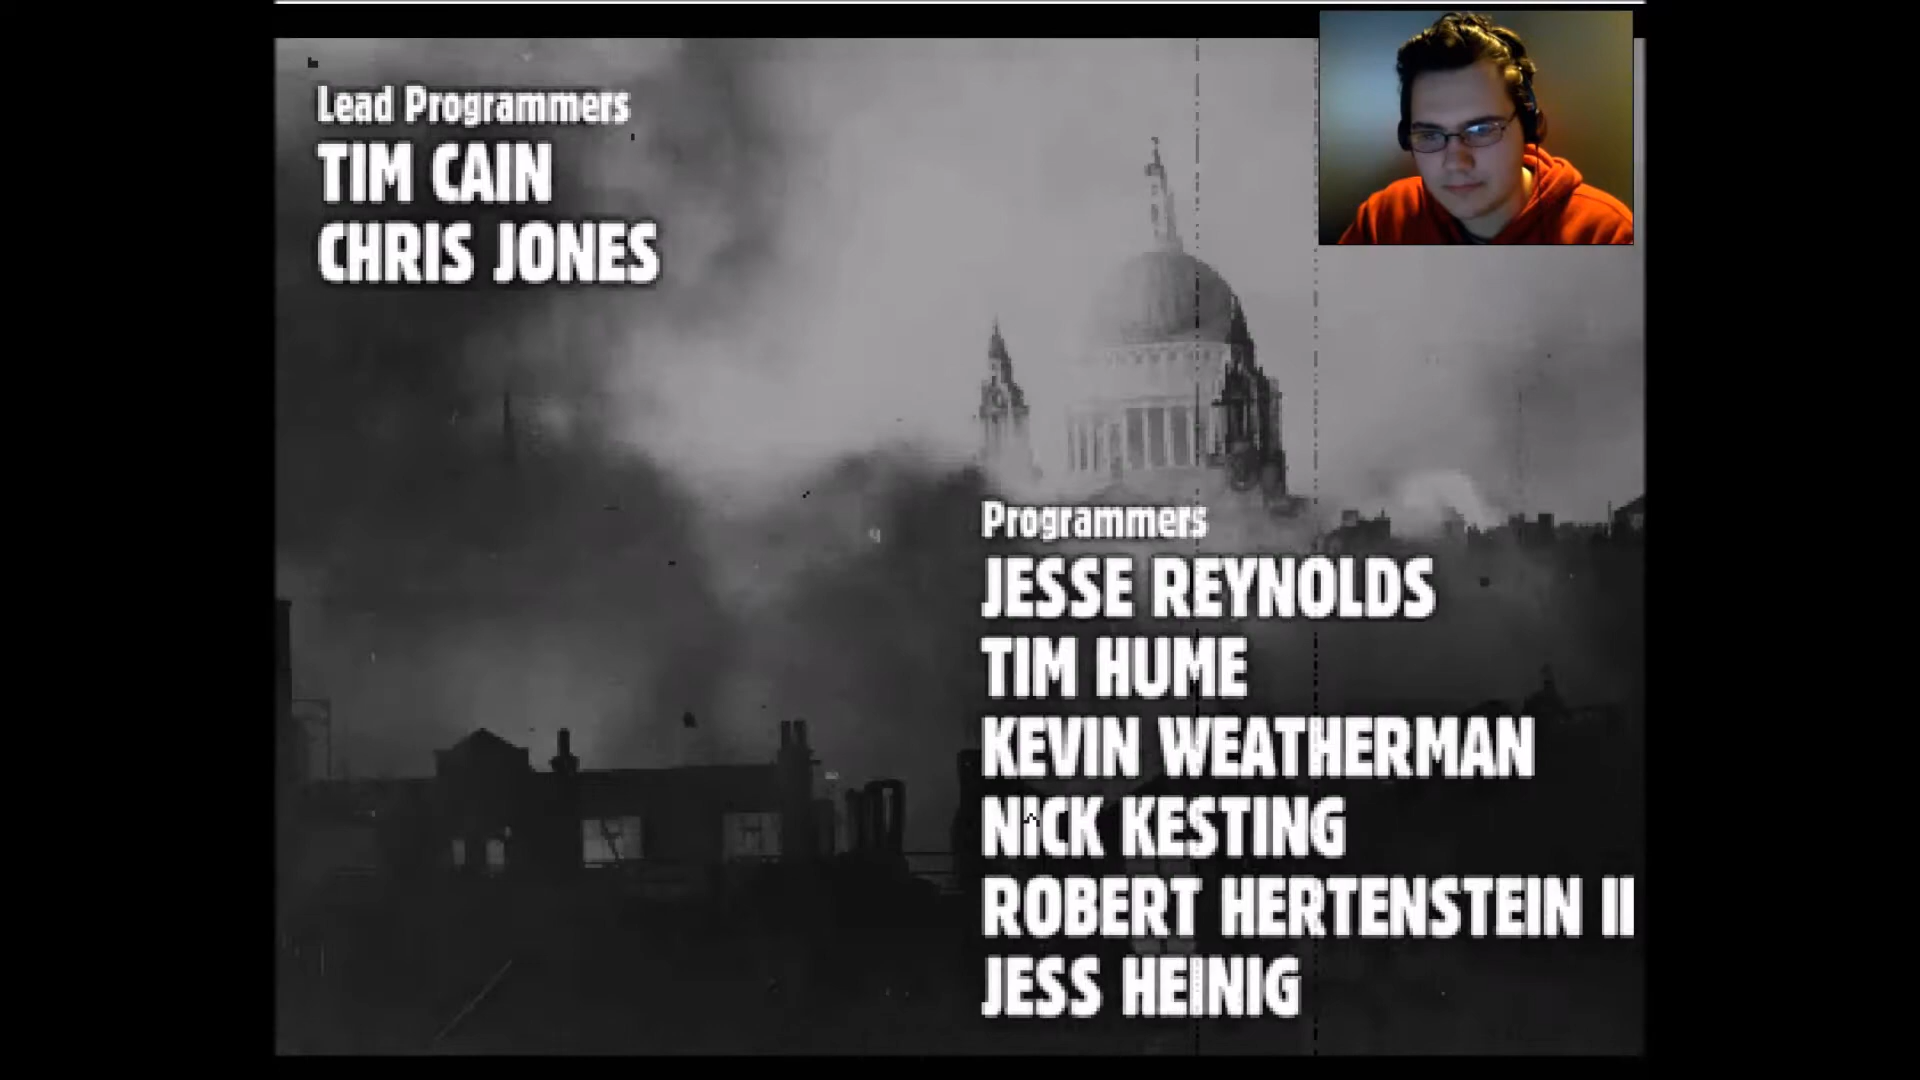 Lead Programmers
TIM CAIN
CHRIS JONES
Programmers
JESSE REYNOLDS
TIM HUME
KEVIN WEATHERMAN
NICK KESTING
ROBERT HERTENSTEIN II
JESS HEINIG